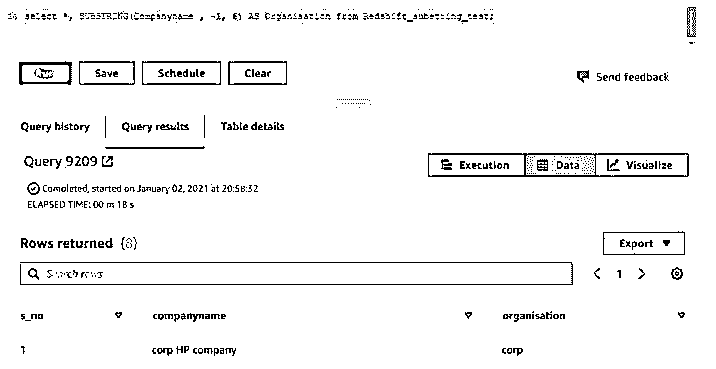 select *, SUBSTRING(Companyname , -1, 6) AS Organisation from Redshift_substring_test;
Run Save Schedule Clear
Send feedback
Query history Query results Table details
Query 9209
Execution Data Visualize
Completed, started on January 02, 2021 at 20:58:32
ELAPSED TIME: 00 m 18 s
Rows returned (8)
Export
Search rows
1
s_no companyname organisation
1 corp HP company corp